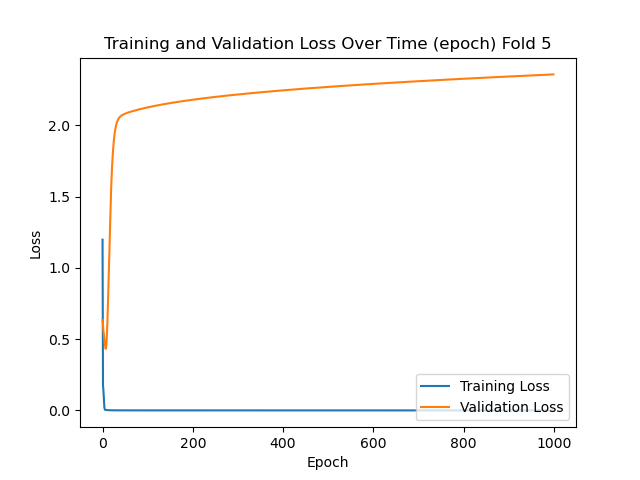 Training and Validation Loss Over Time (epoch) Fold 5
Loss
2.0
1.5
1.0
0.5
0.0
Training Loss
Validation Loss
0 200 400 600 800 1000
Epoch